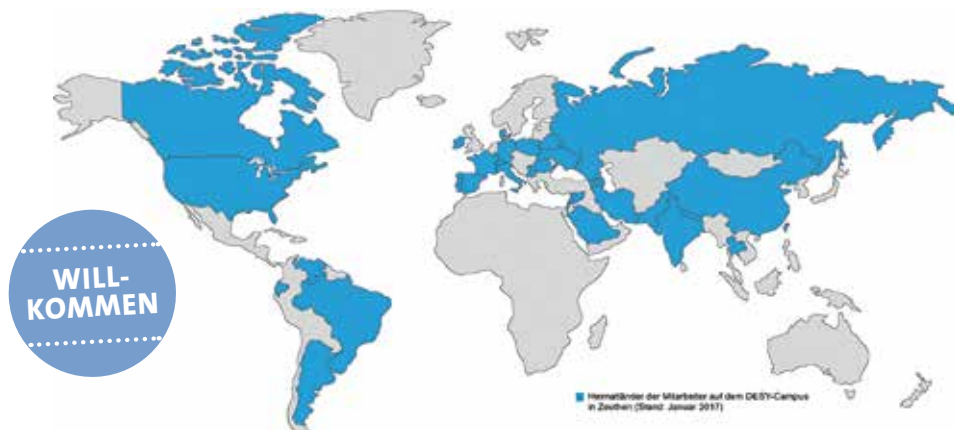 WILL-
KOMMEN
Heimatländer der Mitarbeiter auf dem DESY-Campus
in Zeuthen (Stand: Januar 2017)